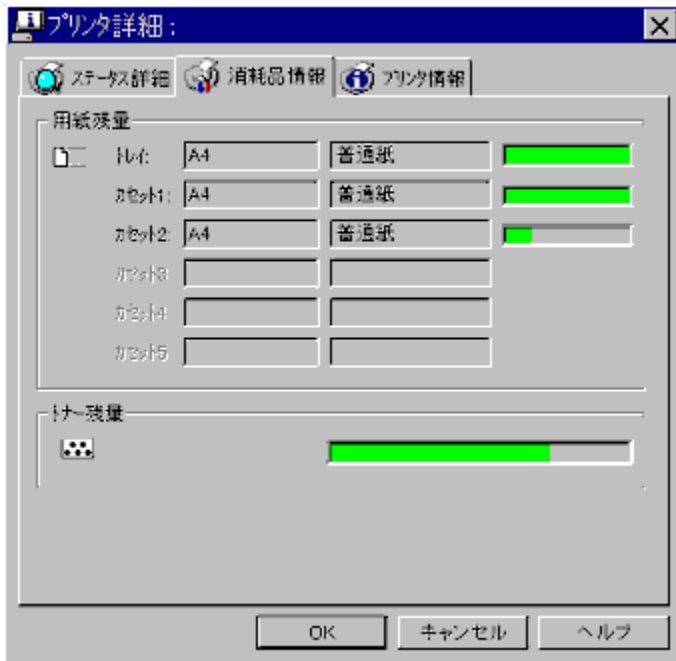 プリンタ詳細：
ステータス詳細 消耗品情報 プリンタ情報
用紙残量
トレイ: A4 普通紙
カセット1: A4 普通紙
カセット2: A4 普通紙
カセット3
カセット4
カセット5
トナー残量
OK キャンセル ヘルプ